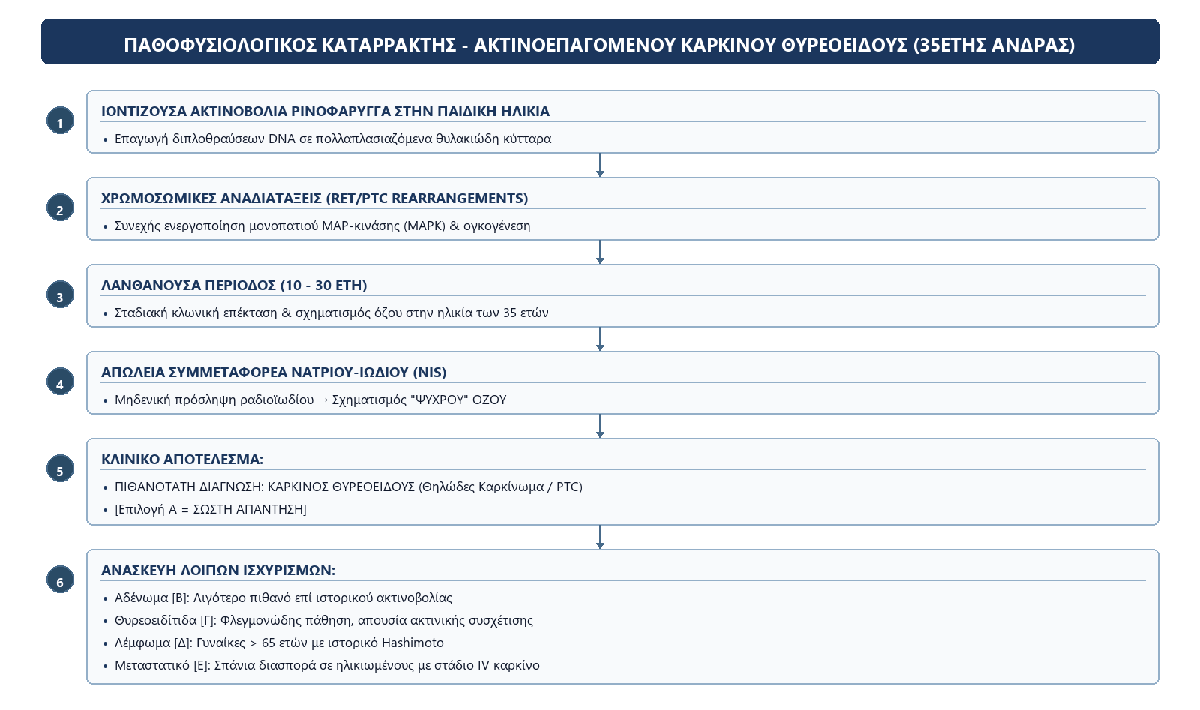 ΠΑΘΟΦΥΣΙΟΛΟΓΙΚΟΣ ΚΑΤΑΡΡΑΚΤΗΣ - ΑΚΤΙΝΟΕΠΑΓΟΜΕΝΟΥ ΚΑΡΚΙΝΟΥ ΘΥΡΕΟΕΙΔΟΥΣ (35ΕΤΗΣ ΑΝΔΡΑΣ)
1
ΙΟΝΤΙΖΟΥΣΑ ΑΚΤΙΝΟΒΟΛΙΑ ΡΙΝΟΦΑΡΥΓΓΑ ΣΤΗΝ ΠΑΙΔΙΚΗ ΗΛΙΚΙΑ
• Επαγωγή διπλοθραύσεων DNA σε πολλαπλασιαζόμενα θυλακιώδη κύτταρα
2
ΧΡΩΜΟΣΩΜΙΚΕΣ ΑΝΑΔΙΑΤΑΞΕΙΣ (RET/PTC REARRANGEMENTS)
• Συνεχής ενεργοποίηση μονοπατιού MAP-κινάσης (MAPK) & ογκογένεση
3
ΛΑΝΘΑΝΟΥΣΑ ΠΕΡΙΟΔΟΣ (10 - 30 ΕΤΗ)
• Σταδιακή κλωνική επέκταση & σχηματισμός όζου στην ηλικία των 35 ετών
4
ΑΠΩΛΕΙΑ ΣΥΜΜΕΤΑΦΟΡΕΑ ΝΑΤΡΙΟΥ-ΙΩΔΙΟΥ (NIS)
• Μηδενική πρόσληψη ραδιοϊωδίου → Σχηματισμός "ΨΥΧΡΟΥ" ΟΖΟΥ
5
ΚΛΙΝΙΚΟ ΑΠΟΤΕΛΕΣΜΑ:
• ΠΙΘΑΝΟΤΑΤΗ ΔΙΑΓΝΩΣΗ: ΚΑΡΚΙΝΟΣ ΘΥΡΕΟΕΙΔΟΥΣ (Θηλώδες Καρκίνωμα / PTC)
• [Επιλογή Α = ΣΩΣΤΗ ΑΠΑΝΤΗΣΗ]
6
ΑΝΑΣΚΕΥΗ ΛΟΙΠΩΝ ΙΣΧΥΡΙΣΜΩΝ:
• Αδένωμα [Β]: Λιγότερο πιθανό επί ιστορικού ακτινοβολίας
• Θυρεοειδίτιδα [Γ]: Φλεγμονώδης πάθηση, απουσία ακτινικής συσχέτισης
• Λέμφωμα [Δ]: Γυναίκες > 65 ετών με ιστορικό Hashimoto
• Μεταστατικό [Ε]: Σπάνια διασπορά σε ηλικιωμένους με στάδιο IV καρκίνο